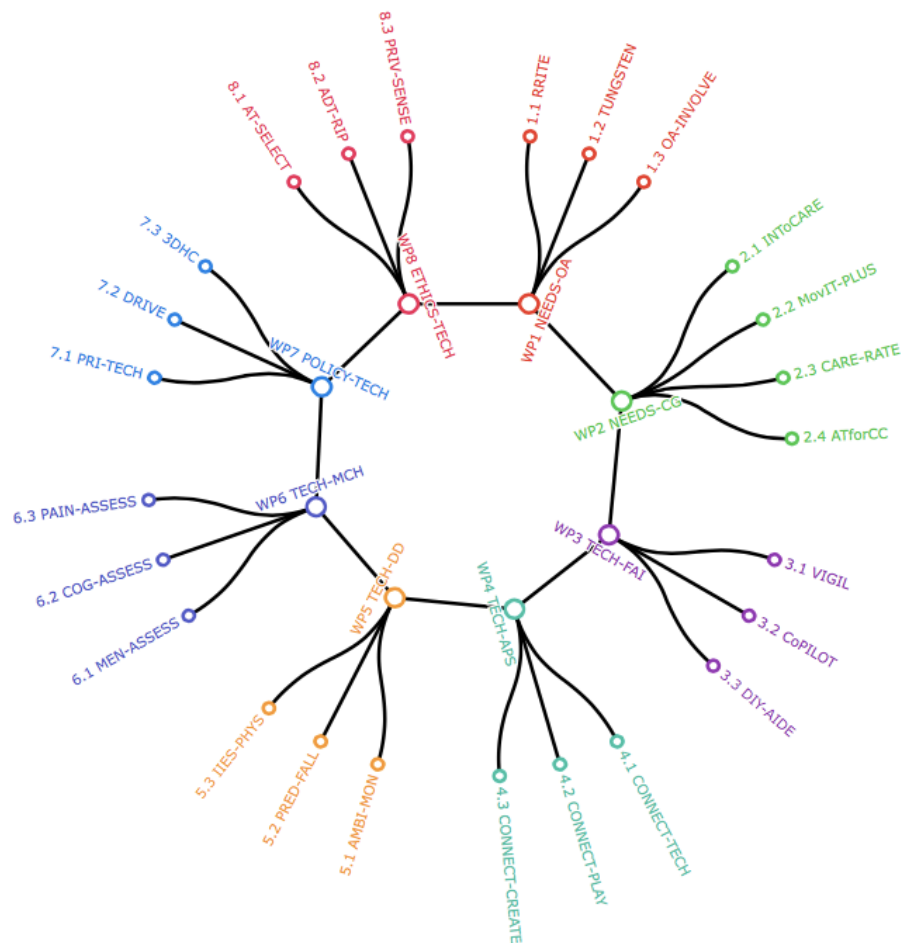 WP1 NEEDS-OA
1.1 RRITE
1.2 TUNGSTEN
1.3 OA-INVOLVE
WP2 NEEDS-CG
2.1 INToCARE
2.2 MovIT-PLUS
2.3 CARE-RATE
2.4 ATforCC
WP3 TECH-FAI
3.1 VIGIL
3.2 CoPILOT
3.3 DIY-AIDE
WP4 TECH-APS
4.1 CONNECT-TECH
4.2 CONNECT-PLAY
4.3 CONNECT-CREATE
WP5 TECH-DD
5.1 AMBI-MON
5.2 PRED-FALL
5.3 IIES-PHYS
WP6 TECH-MCH
6.1 MEN-ASSESS
6.2 COG-ASSESS
6.3 PAIN-ASSESS
WP7 POLICY-TECH
7.1 PRI-TECH
7.2 DRIVE
7.3 3DHC
WP8 ETHICS-TECH
8.1 AT-SELECT
8.2 ADT-RIP
8.3 PRIV-SENSE